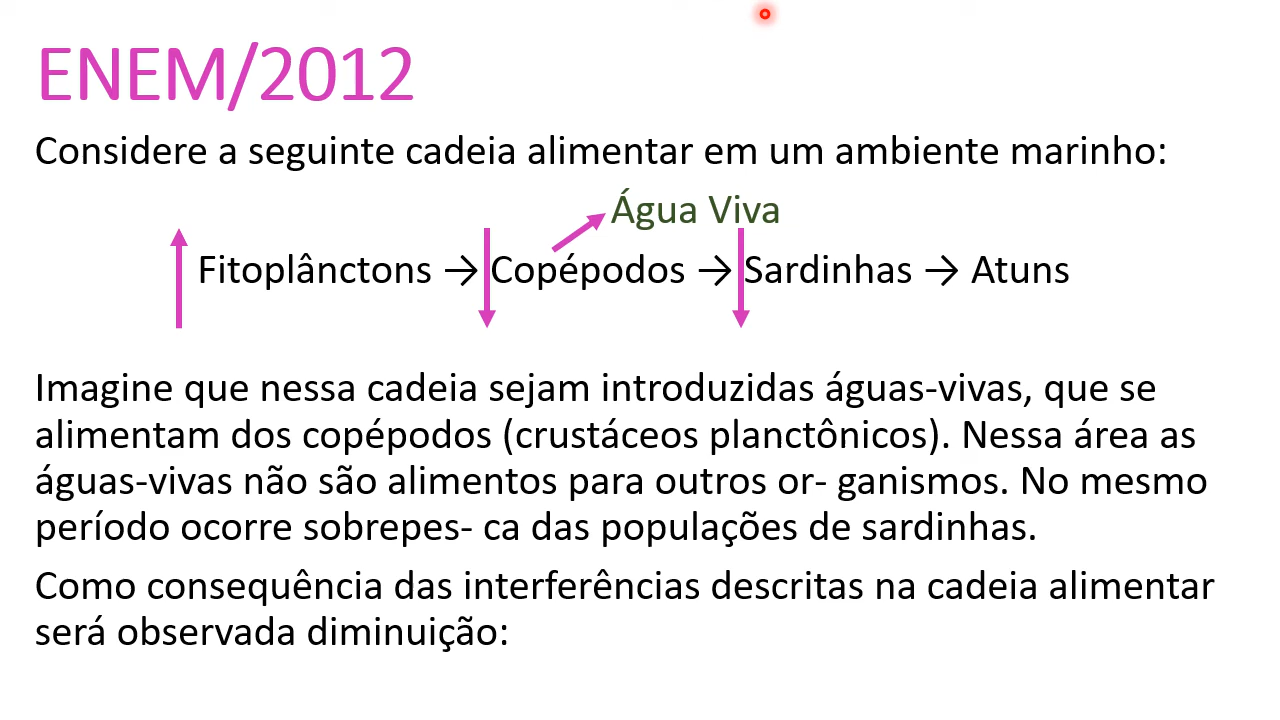 ENEM/2012
Considere a seguinte cadeia alimentar em um ambiente marinho:
Água Viva
Fitoplânctons → Copépodos → Sardinhas → Atuns
Imagine que nessa cadeia sejam introduzidas águas-vivas, que se
alimentam dos copépodos (crustáceos planctônicos). Nessa área as
águas-vivas não são alimentos para outros or- ganismos. No mesmo
período ocorre sobrepes- ca das populações de sardinhas.
Como consequência das interferências descritas na cadeia alimentar
será observada diminuição: